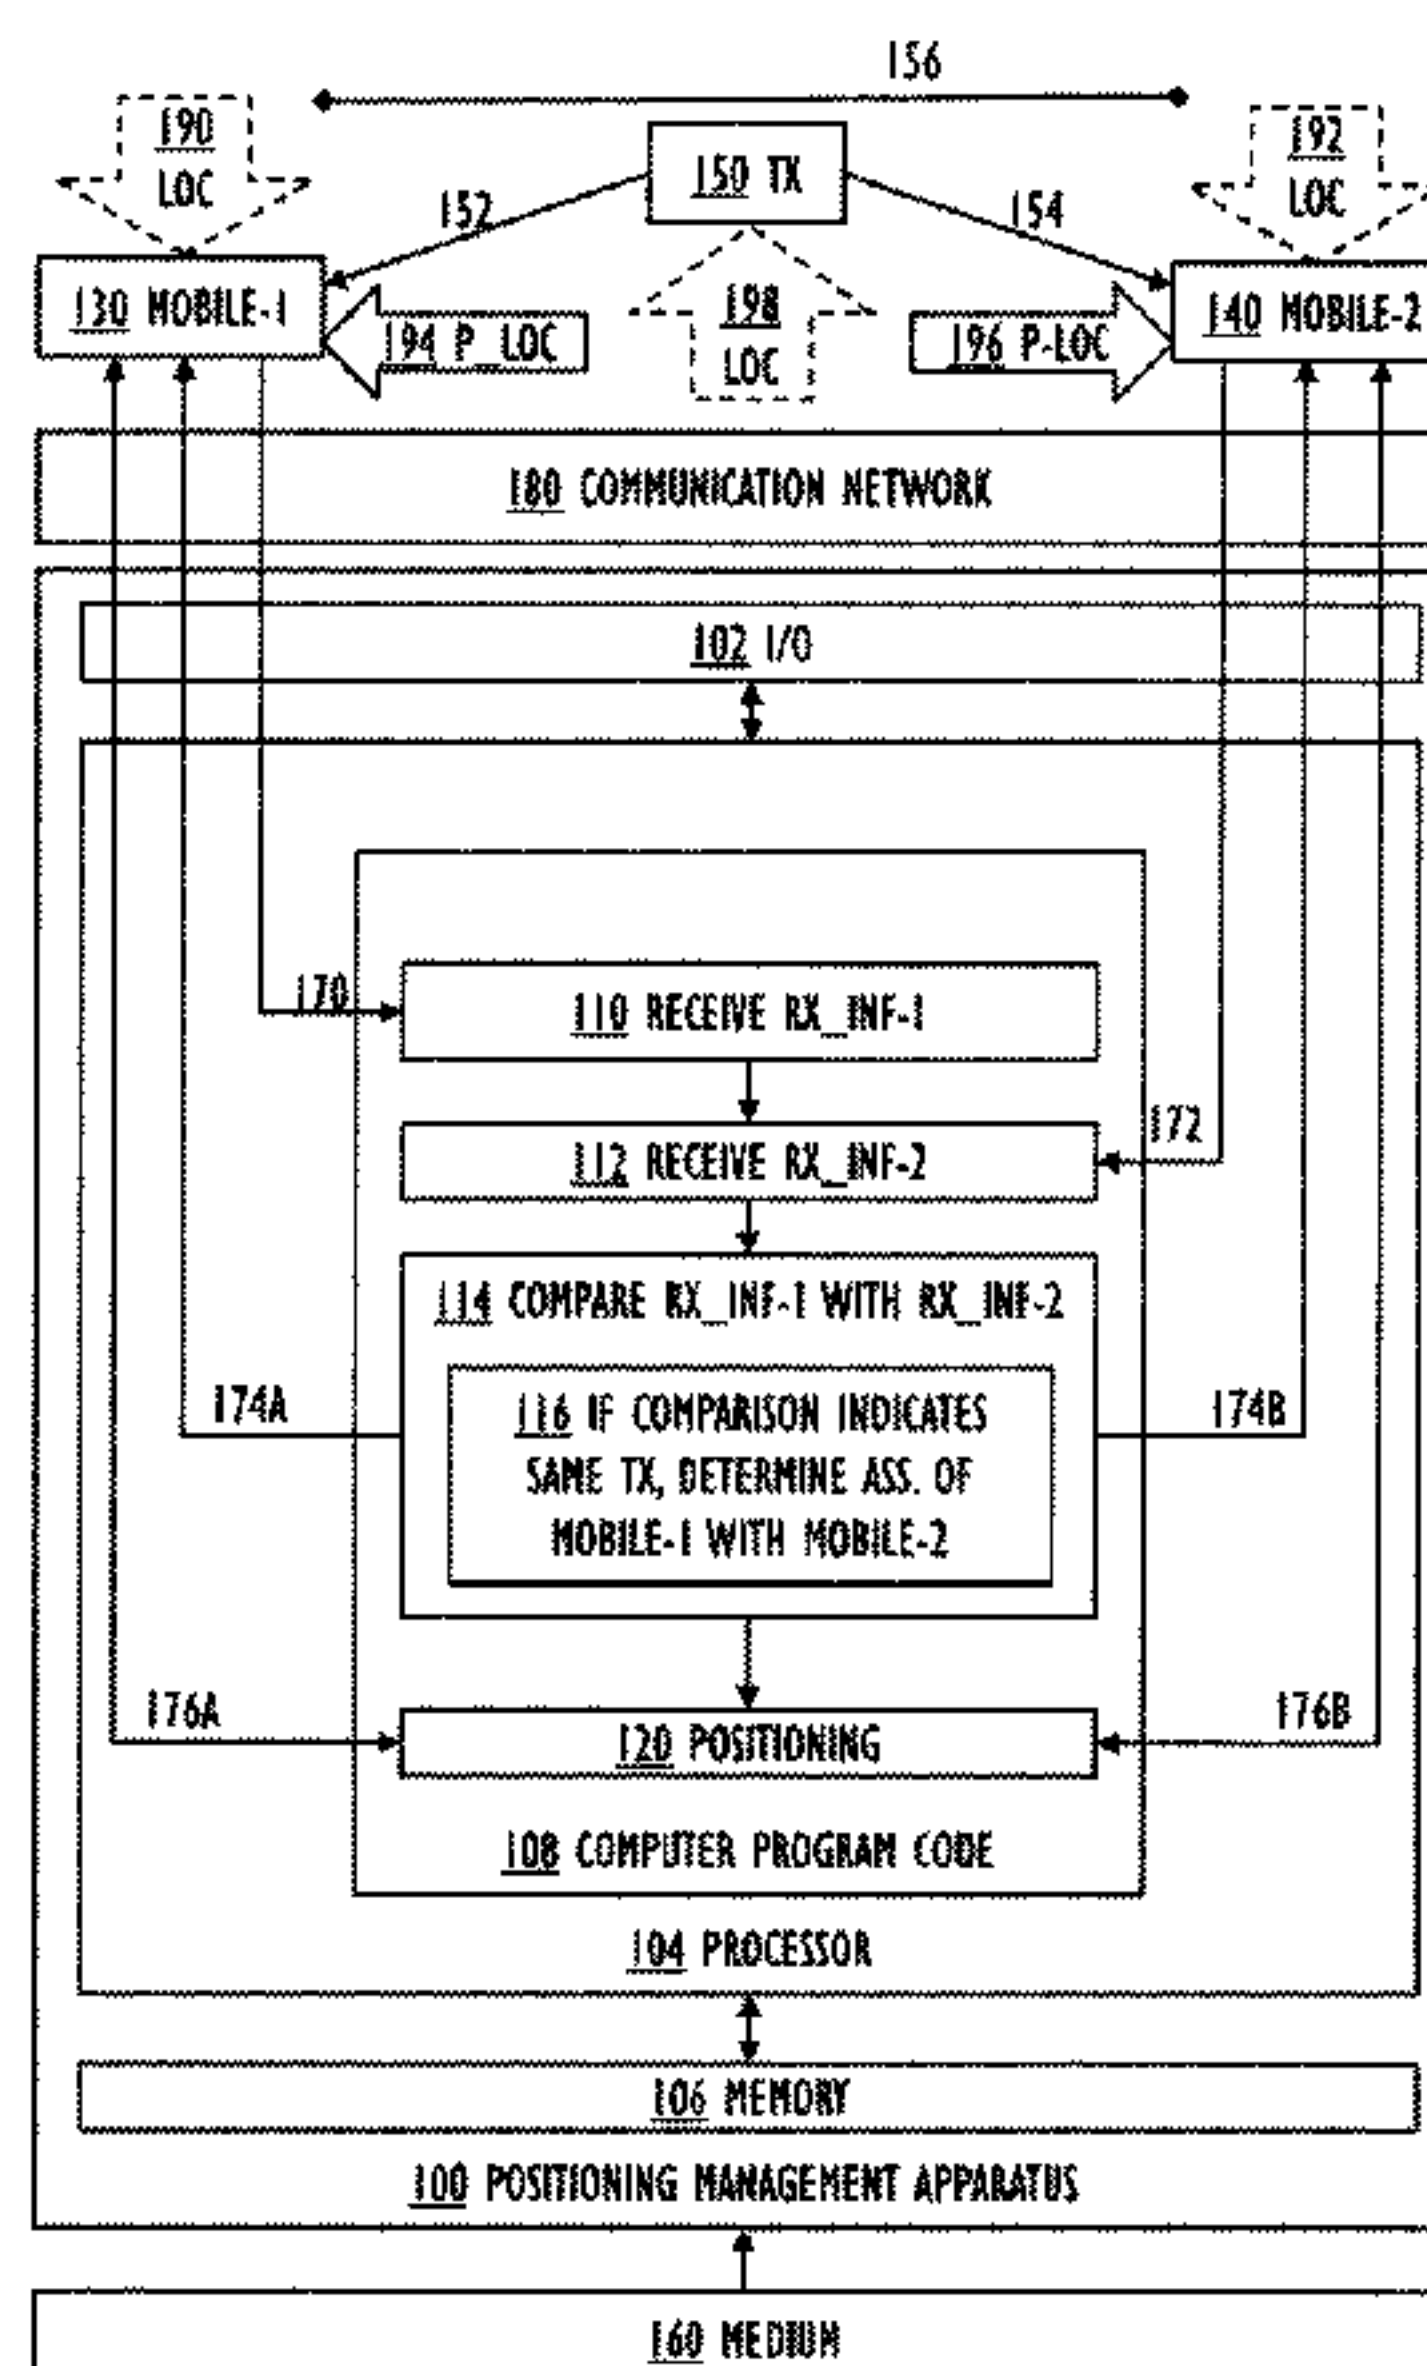 156
190
LOC
150 TX
192
LOC
152
154
130 MOBILE-1
194 P_LOC
198
LOC
196 P-LOC
140 MOBILE-2
180 COMMUNICATION NETWORK
102 I/O
170
110 RECEIVE RX_INF-1
172
112 RECEIVE RX_INF-2
114 COMPARE RX_INF-1 WITH RX_INF-2
174A
116 IF COMPARISON INDICATES
SAME TX, DETERMINE ASS. OF
MOBILE-1 WITH MOBILE-2
174B
176A
176B
120 POSITIONING
108 COMPUTER PROGRAM CODE
104 PROCESSOR
106 MEMORY
100 POSITIONING MANAGEMENT APPARATUS
160 MEDIUM